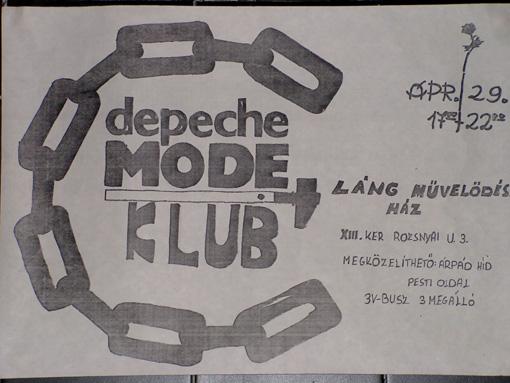 depeche
MODE
KLUB
ÁPR. 29.
17⁰⁰-22⁰⁰
LÁNG MŰVELŐDÉSI
HÁZ
XIII. KER ROZSNYAI U. 3.
MEGKÖZELÍTHETŐ: ÁRPÁD HÍD
PESTI OLDAL
3V-BUSZ 3 MEGÁLLÓ